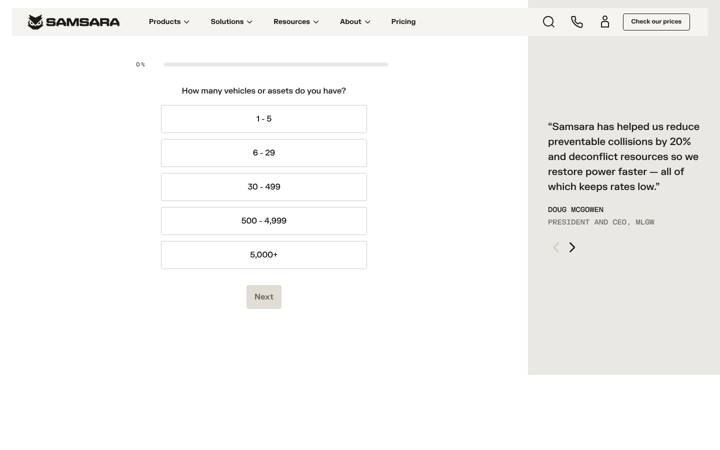 SAMSARA
Products
Solutions
Resources
About
Pricing
Check our prices
0%
How many vehicles or assets do you have?
1 - 5
6 - 29
30 - 499
500 - 4,999
5,000+
Next
“Samsara has helped us reduce
preventable collisions by 20%
and deconflict resources so we
restore power faster — all of
which keeps rates low.”
DOUG MCGOWEN
PRESIDENT AND CEO, MLGW